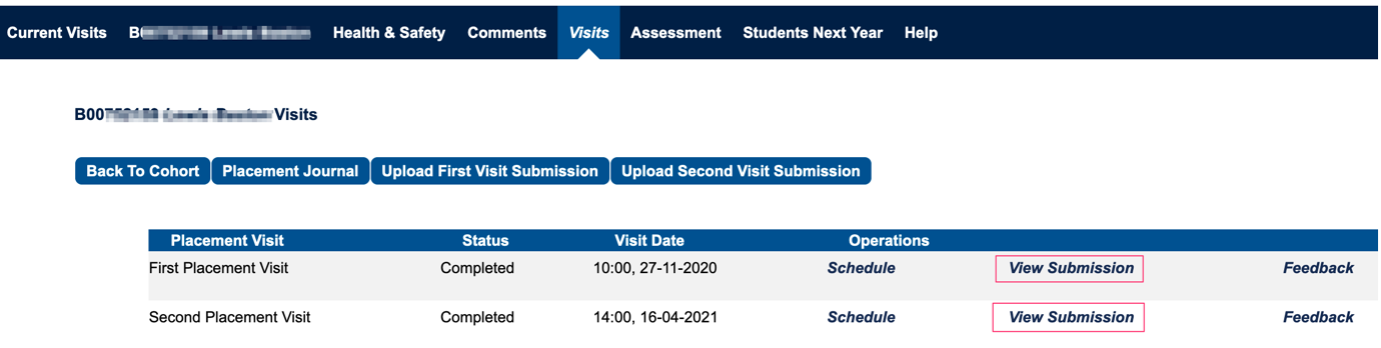 Current Visits B Health & Safety Comments Visits Assessment Students Next Year Help
B00 Visits
Back To Cohort Placement Journal Upload First Visit Submission Upload Second Visit Submission
Placement Visit Status Visit Date Operations
First Placement Visit Completed 10:00, 27-11-2020 Schedule View Submission Feedback
Second Placement Visit Completed 14:00, 16-04-2021 Schedule View Submission Feedback